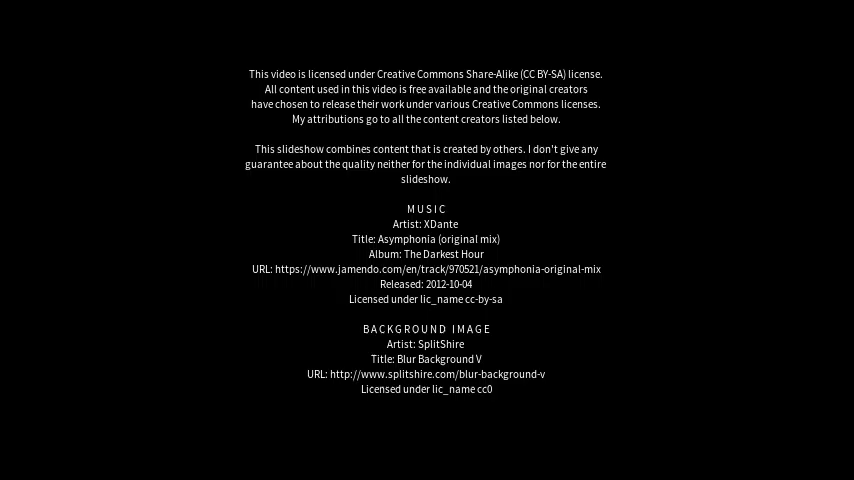 This video is licensed under Creative Commons Share-Alike (CC BY-SA) license.
All content used in this video is free available and the original creators
have chosen to release their work under various Creative Commons licenses.
My attributions go to all the content creators listed below.
This slideshow combines content that is created by others. I don't give any
guarantee about the quality neither for the individual images nor for the entire
slideshow.
MUSIC
Artist: XDante
Title: Asymphonia (original mix)
Album: The Darkest Hour
URL: https://www.jamendo.com/en/track/970521/asymphonia-original-mix
Released: 2012-10-04
Licensed under lic_name cc-by-sa
BACKGROUND IMAGE
Artist: SplitShire
Title: Blur Background V
URL: http://www.splitshire.com/blur-background-v
Licensed under lic_name cc0